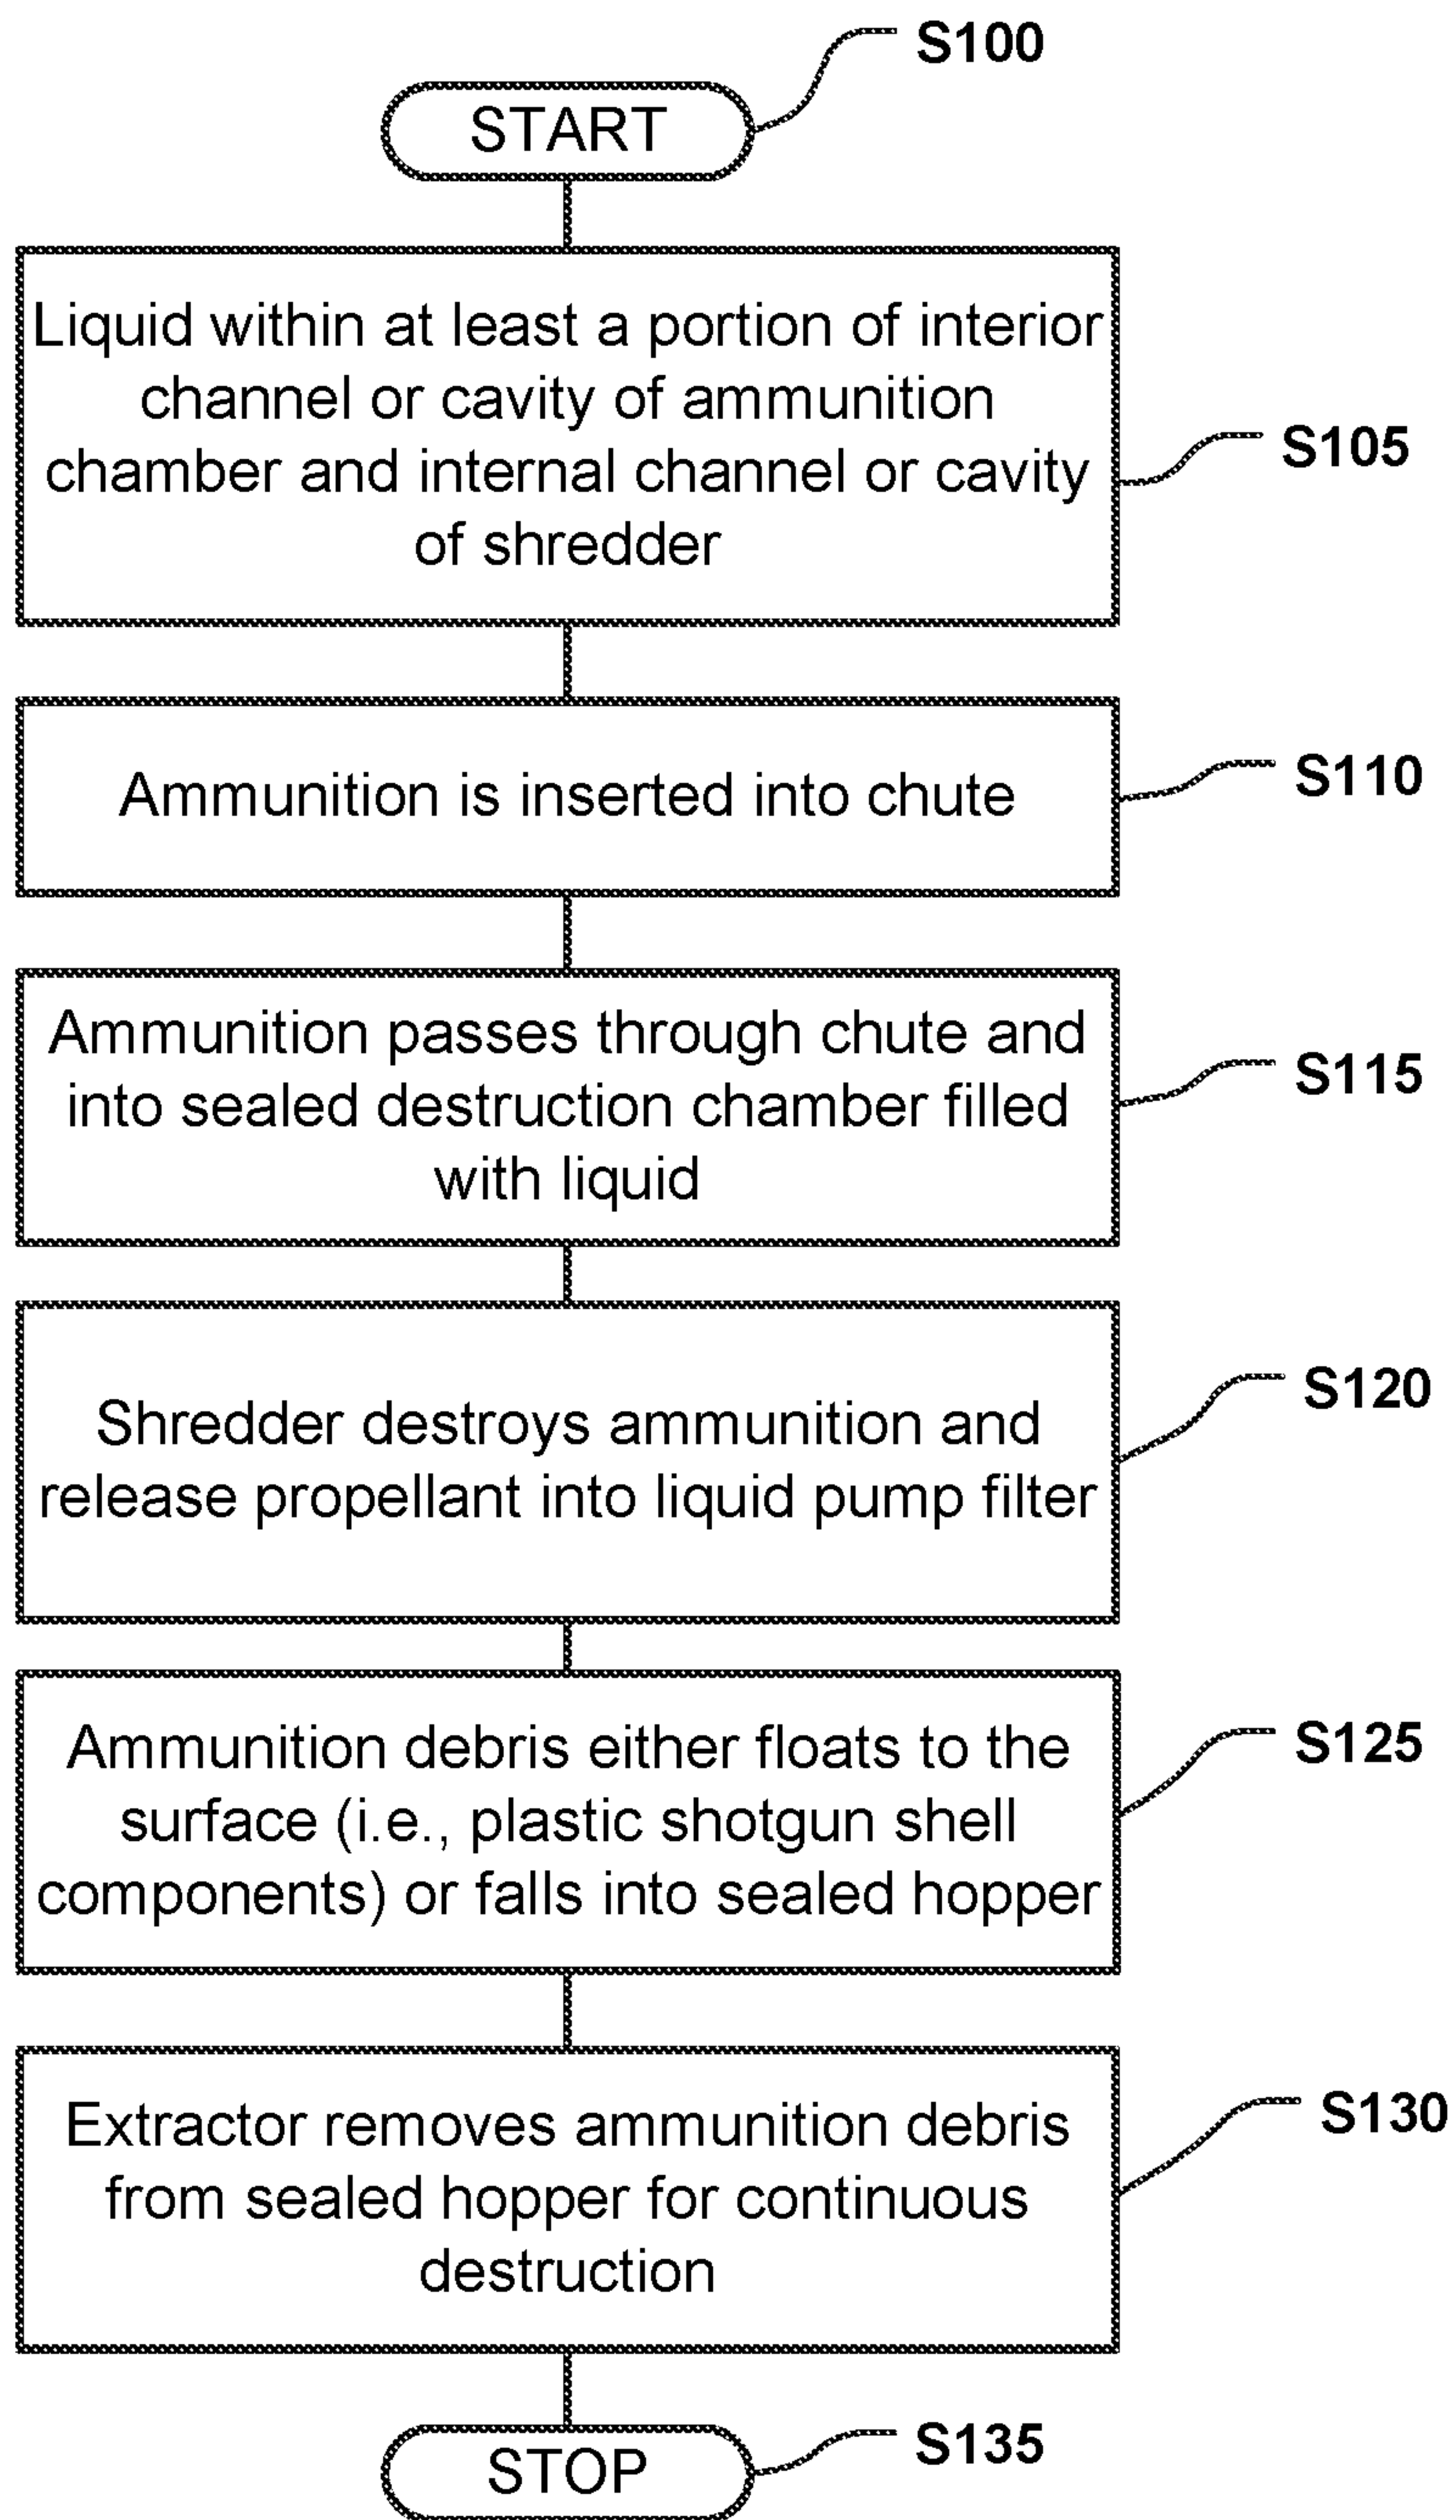 S100
START
Liquid within at least a portion of interior
channel or cavity of ammunition
chamber and internal channel or cavity
of shredder
S105
Ammunition is inserted into chute
S110
Ammunition passes through chute and
into sealed destruction chamber filled
with liquid
S115
Shredder destroys ammunition and
release propellant into liquid pump filter
S120
Ammunition debris either floats to the
surface (i.e., plastic shotgun shell
components) or falls into sealed hopper
S125
Extractor removes ammunition debris
from sealed hopper for continuous
destruction
S130
STOP
S135